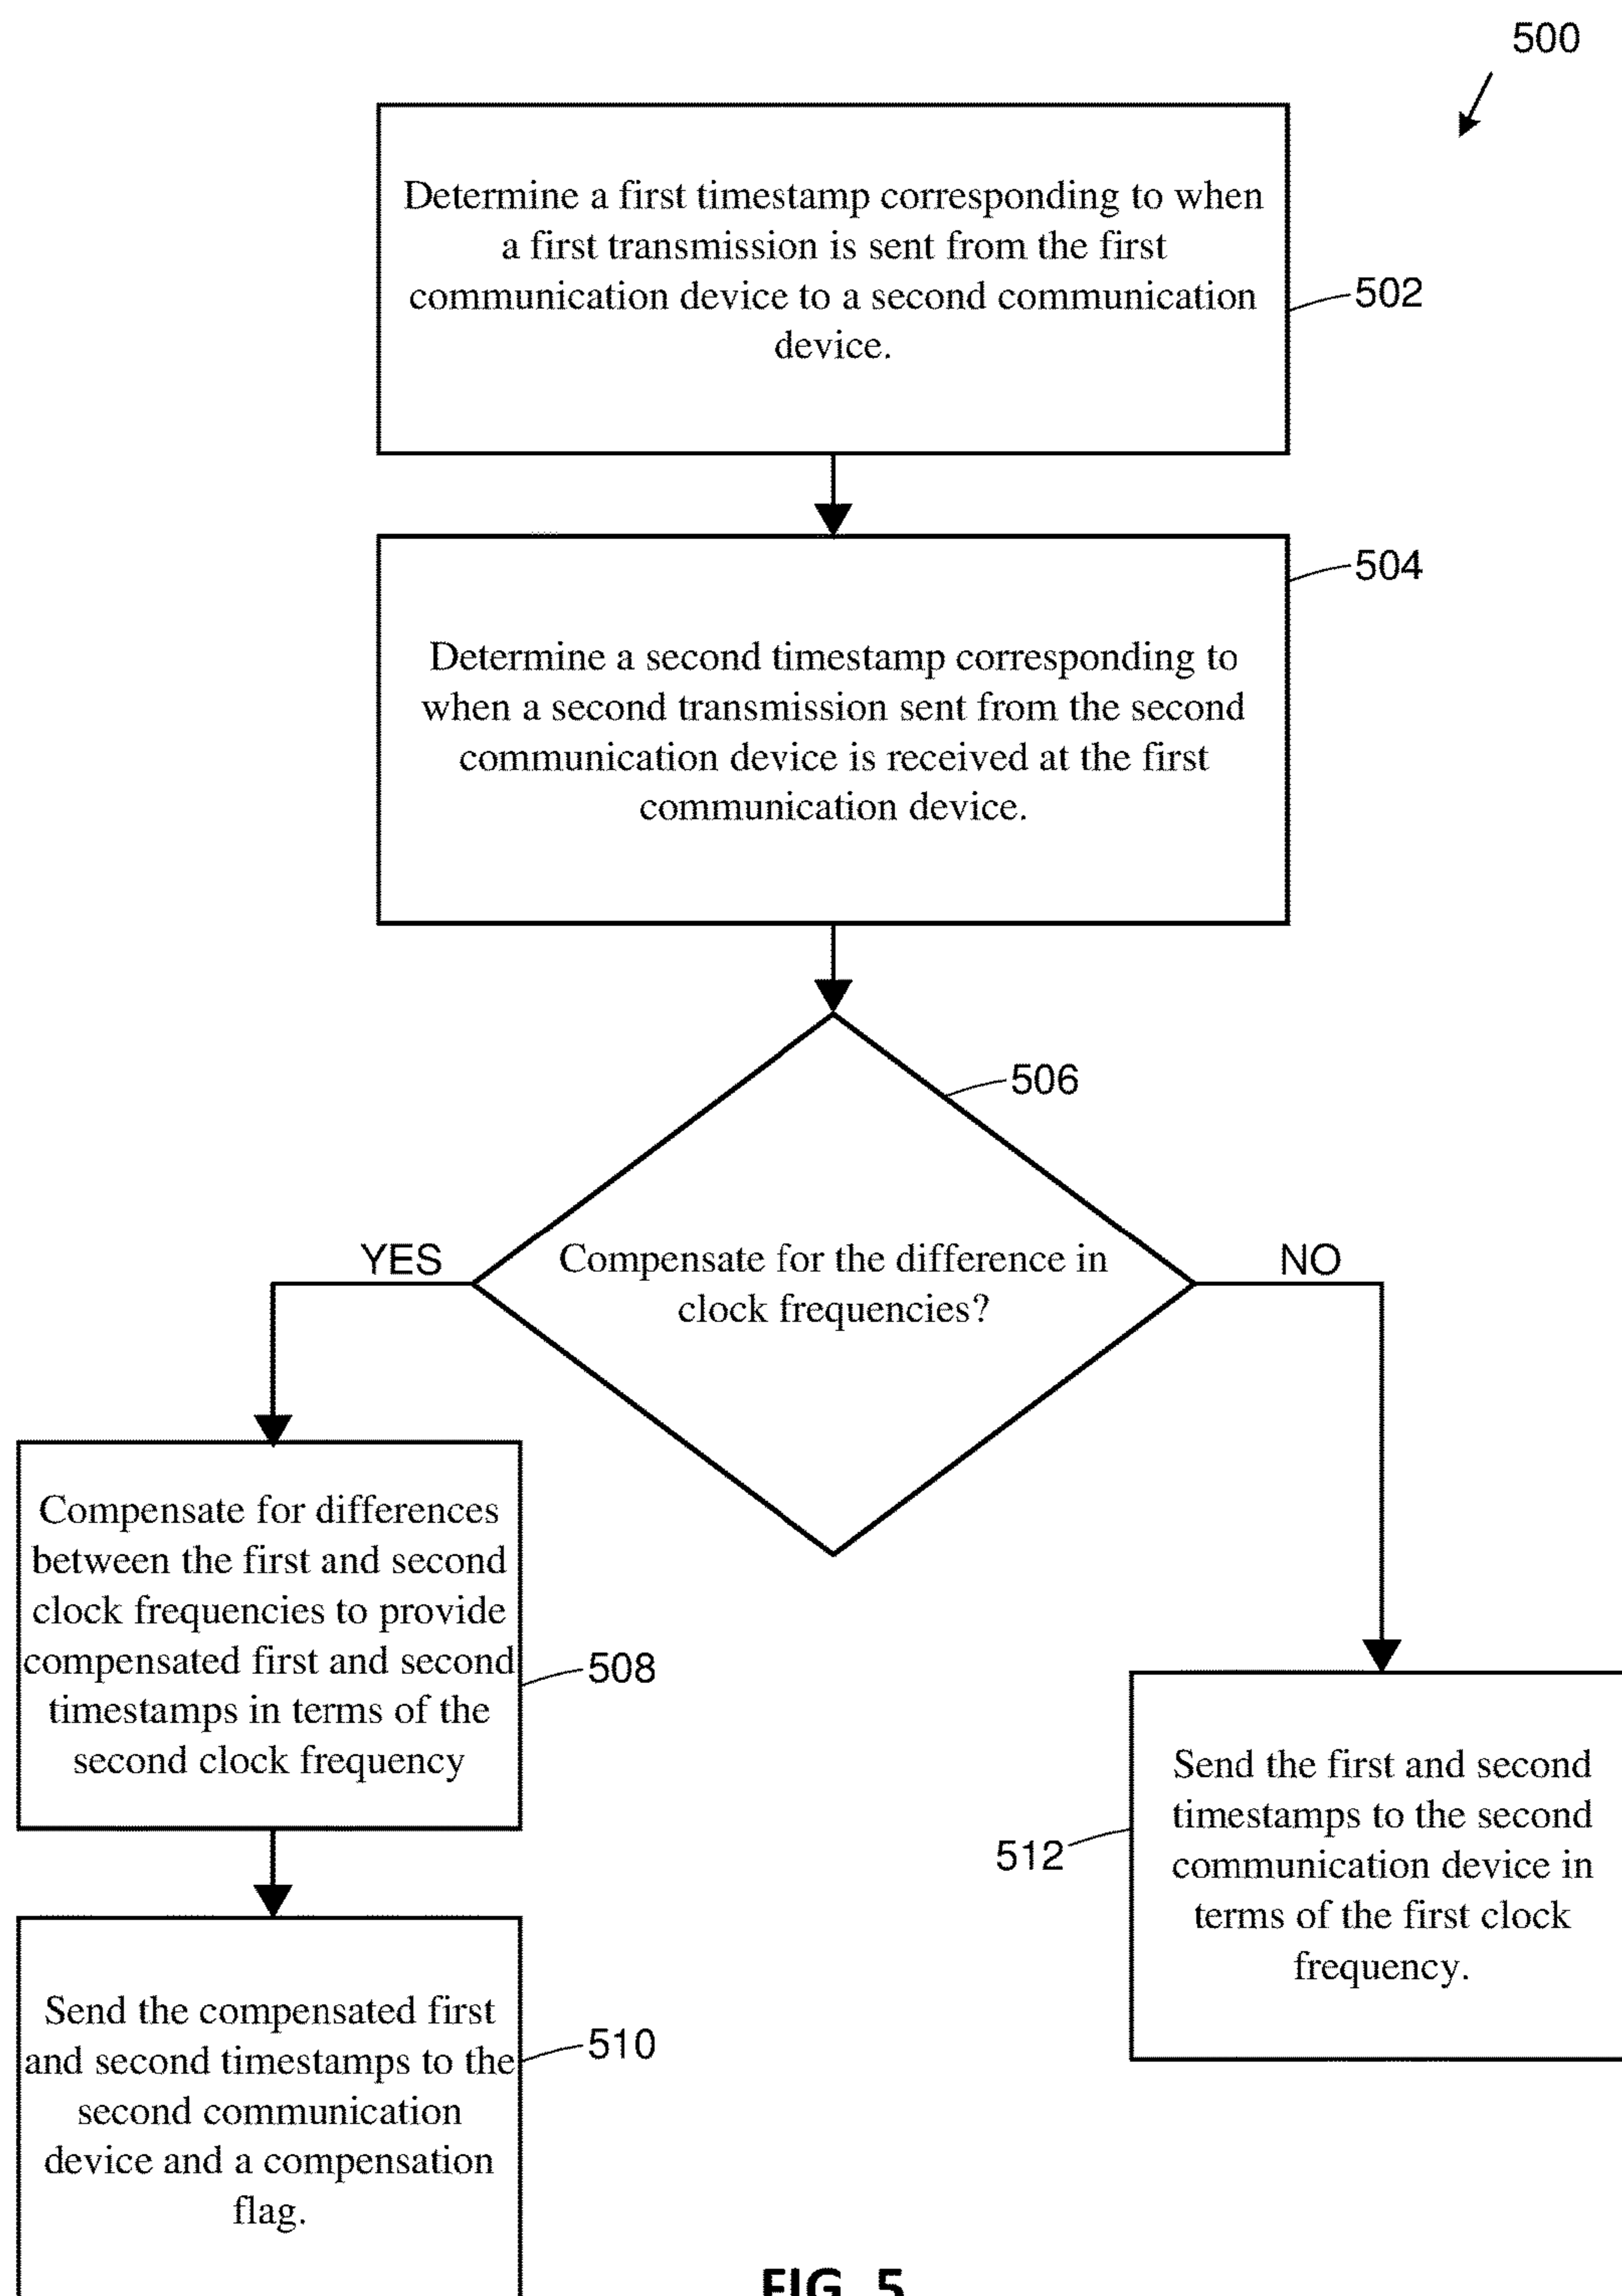 500
Determine a first timestamp corresponding to when
a first transmission is sent from the first
communication device to a second communication
device.
502
504
Determine a second timestamp corresponding to
when a second transmission sent from the second
communication device is received at the first
communication device.
506
YES
Compensate for the difference in
clock frequencies?
NO
Compensate for differences
between the first and second
clock frequencies to provide
compensated first and second
timestamps in terms of the
second clock frequency
508
Send the first and second
timestamps to the second
communication device in
terms of the first clock
frequency.
512
Send the compensated first
and second timestamps to the
second communication
device and a compensation
flag.
510
FIG. 5